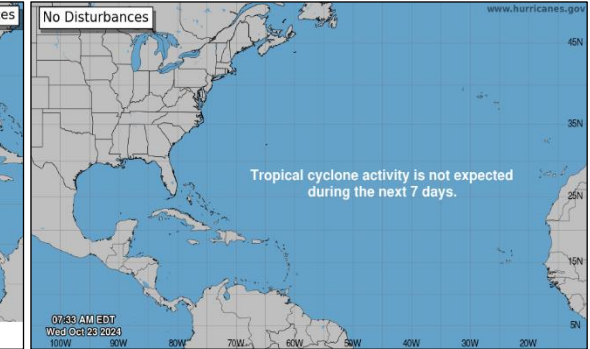 es
No Disturbances
www.hurricanes.gov
45N
35N
Tropical cyclone activity is not expected
during the next 7 days.
25N
15N
07:33 AM EDT
Wed Oct 23 2024
5N
100W 90W 80W 70W 60W 50W 40W 30W 20W